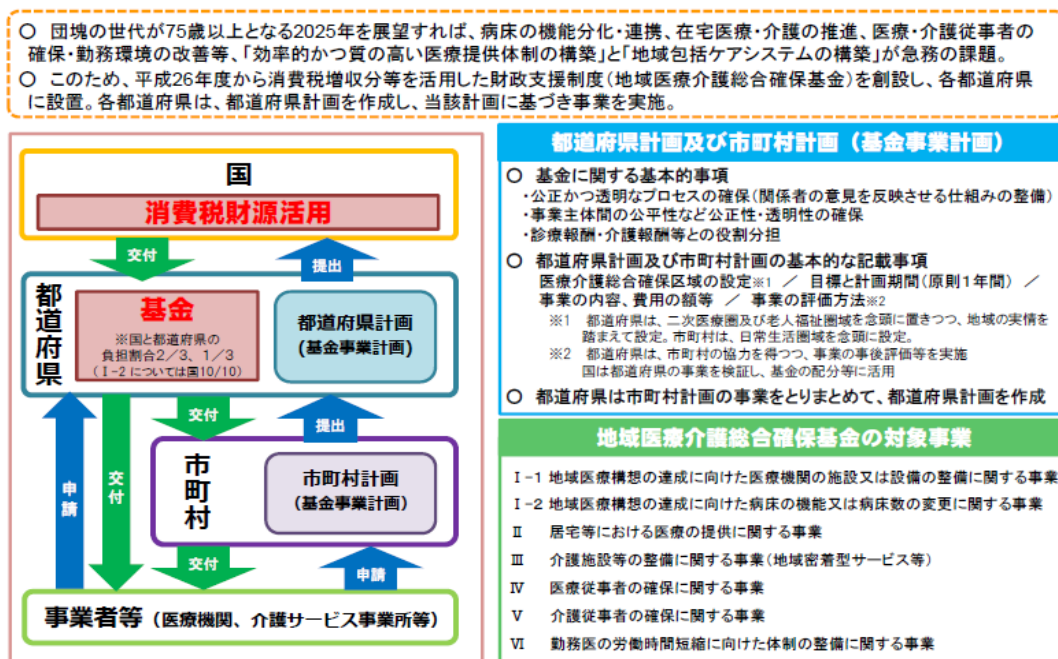 ○ 団塊の世代が75歳以上となる2025年を展望すれば、病床の機能分化・連携、在宅医療・介護の推進、医療・介護従事者の
確保・勤務環境の改善等、「効率的かつ質の高い医療提供体制の構築」と「地域包括ケアシステムの構築」が急務の課題。
○ このため、平成26年度から消費税増収分等を活用した財政支援制度(地域医療介護総合確保基金)を創設し、各都道府県
に設置。各都道府県は、都道府県計画を作成し、当該計画に基づき事業を実施。
国
消費税財源活用
交付
提出
都道府県
基金
※国と都道府県の
負担割合2/3、1/3
(Ⅰ-2については国10/10)
都道府県計画
(基金事業計画)
申請
交付
交付
提出
市町村
市町村計画
(基金事業計画)
交付
申請
事業者等(医療機関、介護サービス事業所等)
都道府県計画及び市町村計画(基金事業計画)
○ 基金に関する基本的事項
・公正かつ透明なプロセスの確保(関係者の意見を反映させる仕組みの整備)
・事業主体間の公平性など公正性・透明性の確保
・診療報酬・介護報酬等との役割分担
○ 都道府県計画及び市町村計画の基本的な記載事項
医療介護総合確保区域の設定※1 / 目標と計画期間(原則1年間) /
事業の内容、費用の額等 / 事業の評価方法※2
※1 都道府県は、二次医療圏及び老人福祉圏域を念頭に置きつつ、地域の実情を
踏まえて設定。市町村は、日常生活圏域を念頭に設定。
※2 都道府県は、市町村の協力を得つつ、事業の事後評価等を実施
国は都道府県の事業を検証し、基金の配分等に活用
○ 都道府県は市町村計画の事業をとりまとめて、都道府県計画を作成
地域医療介護総合確保基金の対象事業
Ⅰ-1 地域医療構想の達成に向けた医療機関の施設又は設備の整備に関する事業
Ⅰ-2 地域医療構想の達成に向けた病床の機能又は病床数の変更に関する事業
Ⅱ 居宅等における医療の提供に関する事業
Ⅲ 介護施設等の整備に関する事業(地域密着型サービス等)
Ⅳ 医療従事者の確保に関する事業
Ⅴ 介護従事者の確保に関する事業
Ⅵ 勤務医の労働時間短縮に向けた体制の整備に関する事業